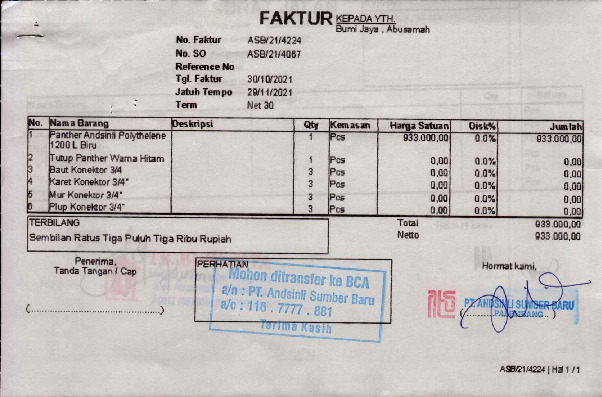 FAKTUR KEPADA YTH.
Bumi Jaya , Abusamah
No. Faktur ASB/21/4224
No. SO ASB/21/4067
Reference No
Tgl. Faktur 30/10/2021
Jatuh Tempo 29/11/2021
Term Net 30
No. Nama Barang Deskripsi Qty Kemasan Harga Satuan Disk% Jumlah
1 Panther Andsinli Polythelene 1 Pcs 933.000,00 0.0% 933.000,00
1200 L Biru
2 Tutup Panther Warna Hitam 1 Pcs 0,00 0.0% 0,00
3 Baut Konektor 3/4 3 Pcs 0,00 0.0% 0,00
4 Karet Konektor 3/4" 3 Pcs 0,00 0.0% 0,00
5 Mur Konektor 3/4" 3 Pcs 0,00 0.0% 0,00
6 Plup Konektor 3/4" 3 Pcs 0,00 0.0% 0,00
TERBILANG
Sembilan Ratus Tiga Puluh Tiga Ribu Rupiah
Total 933.000,00
Netto 933.000,00
Penerima,
Tanda Tangan / Cap
(..............................)
PERHATIAN
Mohon ditransfer ke BCA
a/n : PT. Andsinli Sumber Baru
a/c : 116 . 7777 . 881
Terima Kasih
Hormat kami,
PT. ANDSINLI SUMBER BARU
PALEMBANG
ASB/21/4224 | Hal 1 / 1